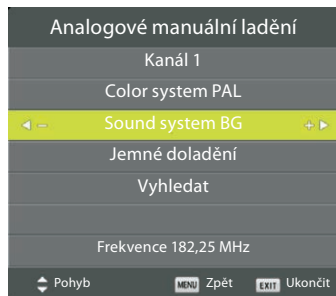 Analogové manuální ladění
Kanál 1
Color system PAL
Sound system BG
Jemné doladění
Vyhledat
Frekvence 182,25 MHz
Pohyb MENU Zpět EXIT Ukončit